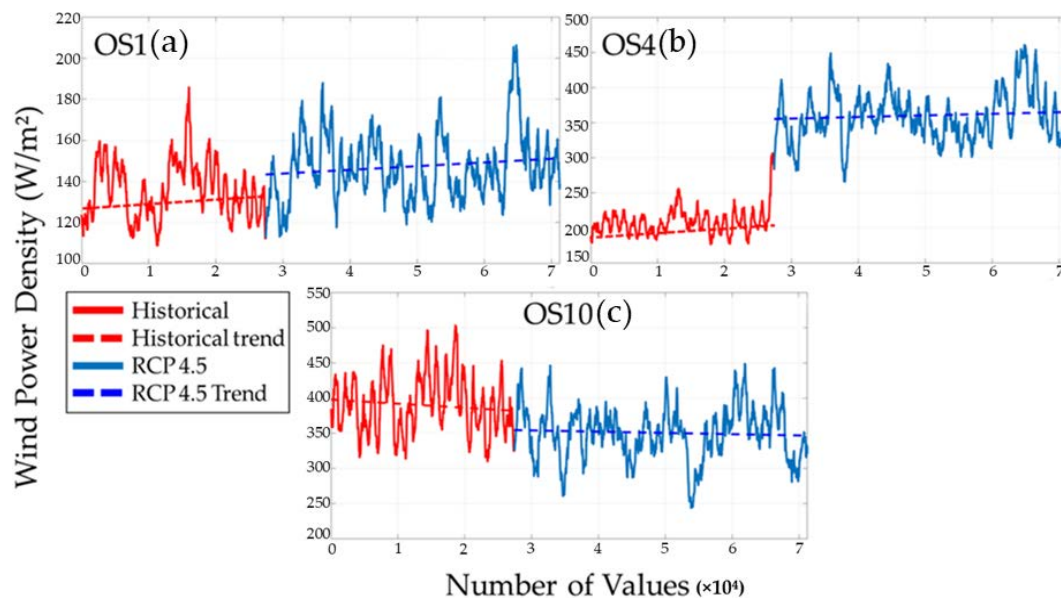 OS1(a)
220
200
180
160
140
120
100
0 1 2 3 4 5 6 7
OS4(b)
500
450
400
350
300
250
200
150
0 1 2 3 4 5 6 7
Wind Power Density (W/m²)
Historical
Historical trend
RCP 4.5
RCP 4.5 Trend
OS10(c)
550
500
450
400
350
300
250
200
0 1 2 3 4 5 6 7
Number of Values (×10⁴)